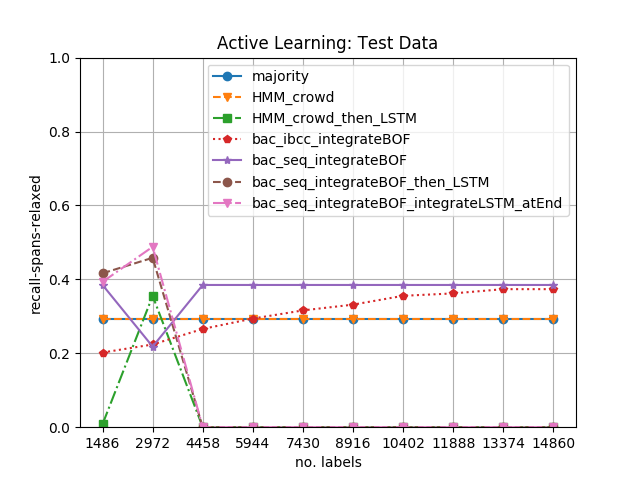 Active Learning: Test Data
1.0
0.8
0.6
0.4
0.2
0.0
recall-spans-relaxed
majority
HMM_crowd
HMM_crowd_then_LSTM
bac_ibcc_integrateBOF
bac_seq_integrateBOF
bac_seq_integrateBOF_then_LSTM
bac_seq_integrateBOF_integrateLSTM_atEnd
1486 2972 4458 5944 7430 8916 10402 11888 13374 14860
no. labels